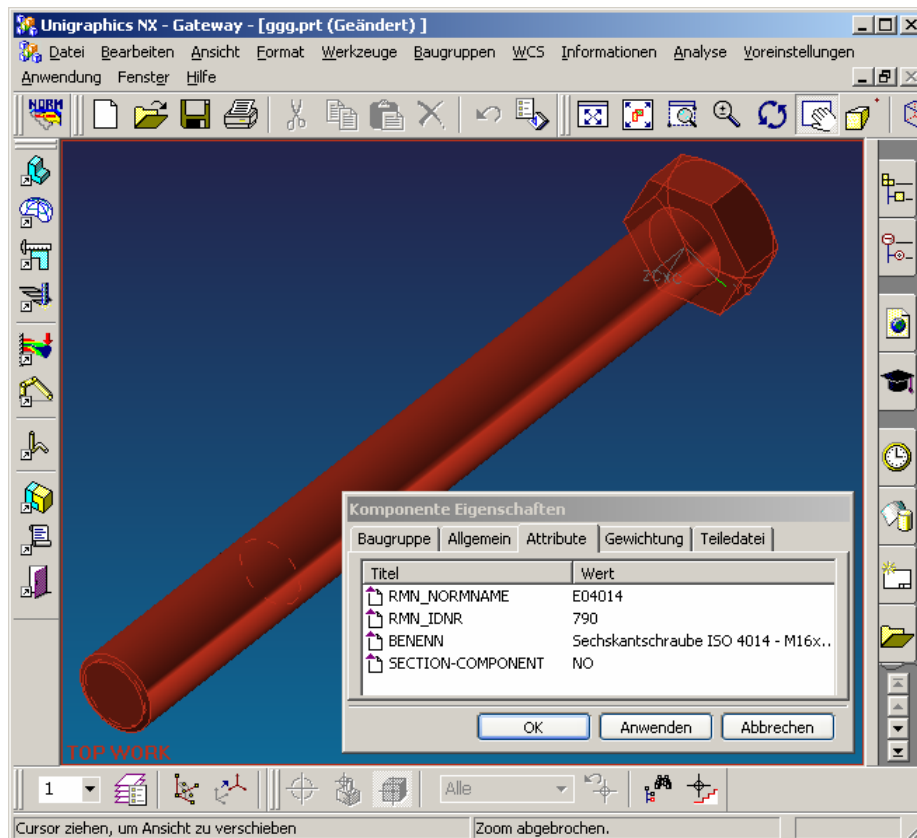 Unigraphics NX - Gateway - [ggg.prt (Geändert) ]
Datei Bearbeiten Ansicht Format Werkzeuge Baugruppen WCS Informationen Analyse Voreinstellungen
Anwendung Fenster Hilfe
NORM
TOP WORK
Komponente Eigenschaften
Baugruppe Allgemein Attribute Gewichtung Teiledatei
Titel Wert
RMN_NORMNAME E04014
RMN_IDNR 790
BENENN Sechskantschraube ISO 4014 - M16x..
SECTION-COMPONENT NO
OK Anwenden Abbrechen
1 Alle
Cursor ziehen, um Ansicht zu verschieben Zoom abgebrochen.